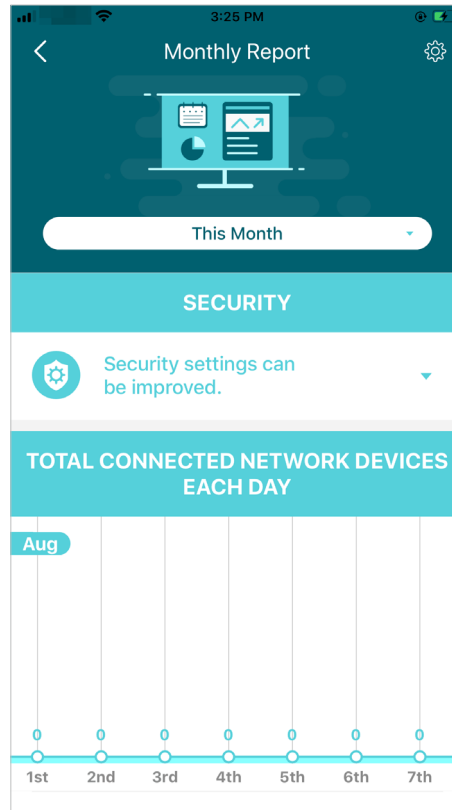 3:25 PM
Monthly Report
This Month
SECURITY
Security settings can
be improved.
TOTAL CONNECTED NETWORK DEVICES
EACH DAY
Aug
0 0 0 0 0 0 0
1st 2nd 3rd 4th 5th 6th 7th